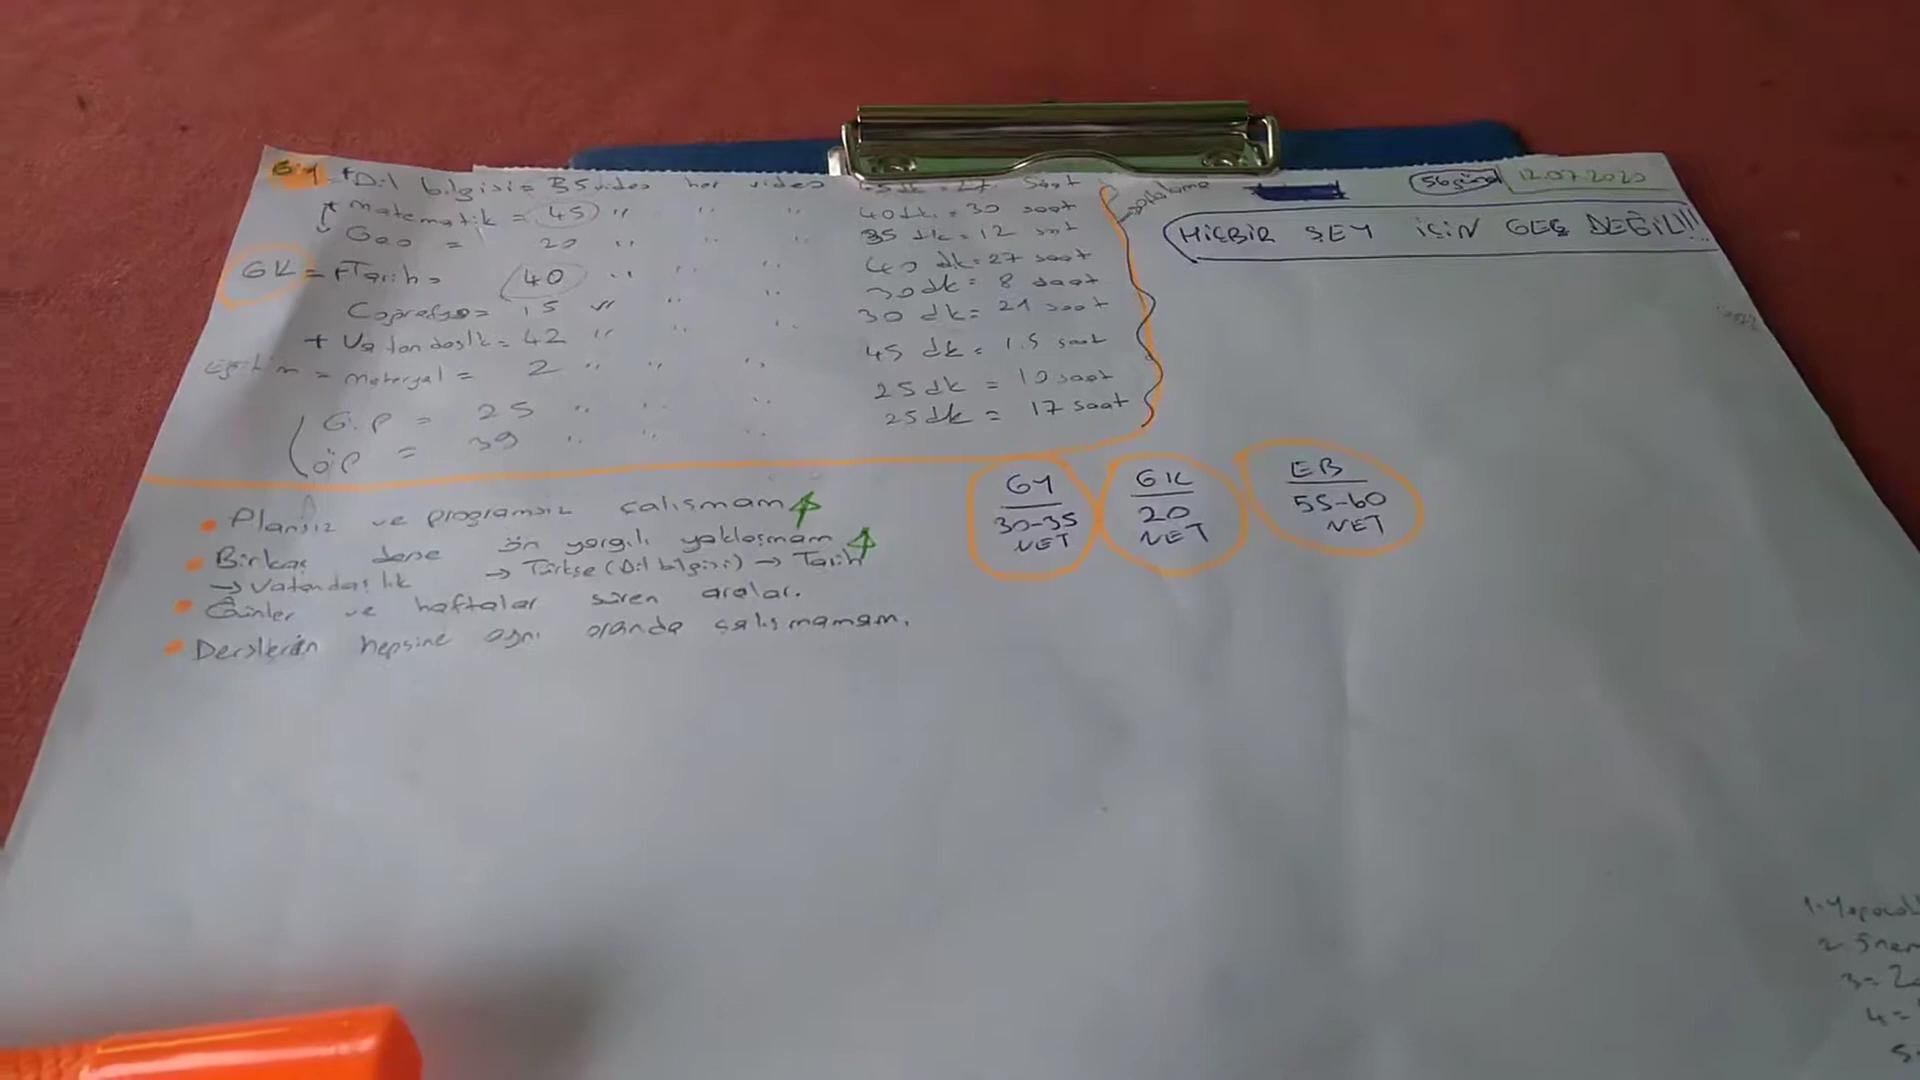 GY + Dil bilgisi = 35 video her video 45 dk = 27 saat
Matematik = 45 " " " 40 dk. = 30 saat
Geo = 20 " " " 35 dk = 12 saat
GK = + Tarih = 40 " " " 40 dk = 27 saat
Coğrafya = 15 " " " 30 dk = 8 saat
+ Vatandaşlık = 42 " " " 30 dk = 21 saat
Eğitim = materyal = 2 " " " 45 dk = 1.5 saat
G.P = 25 " " " 25 dk = 10 saat
ÖP = 39 " " " 25 dk = 17 saat
56 gün 12.07.2020
HİÇBİR ŞEY İÇİN GEÇ DEĞİL!!!
GY
30-35
NET
GK
20
NET
EB
55-60
NET
• Plansız ve programsız çalışmam
• Birkaç derse ön yargılı yaklaşmam
→ Vatandaşlık → Türkçe (Dil bilgisi) → Tarih
• Günler ve haftalar süren aralar.
• Derslerin hepsine aynı oranda çalışmamam.